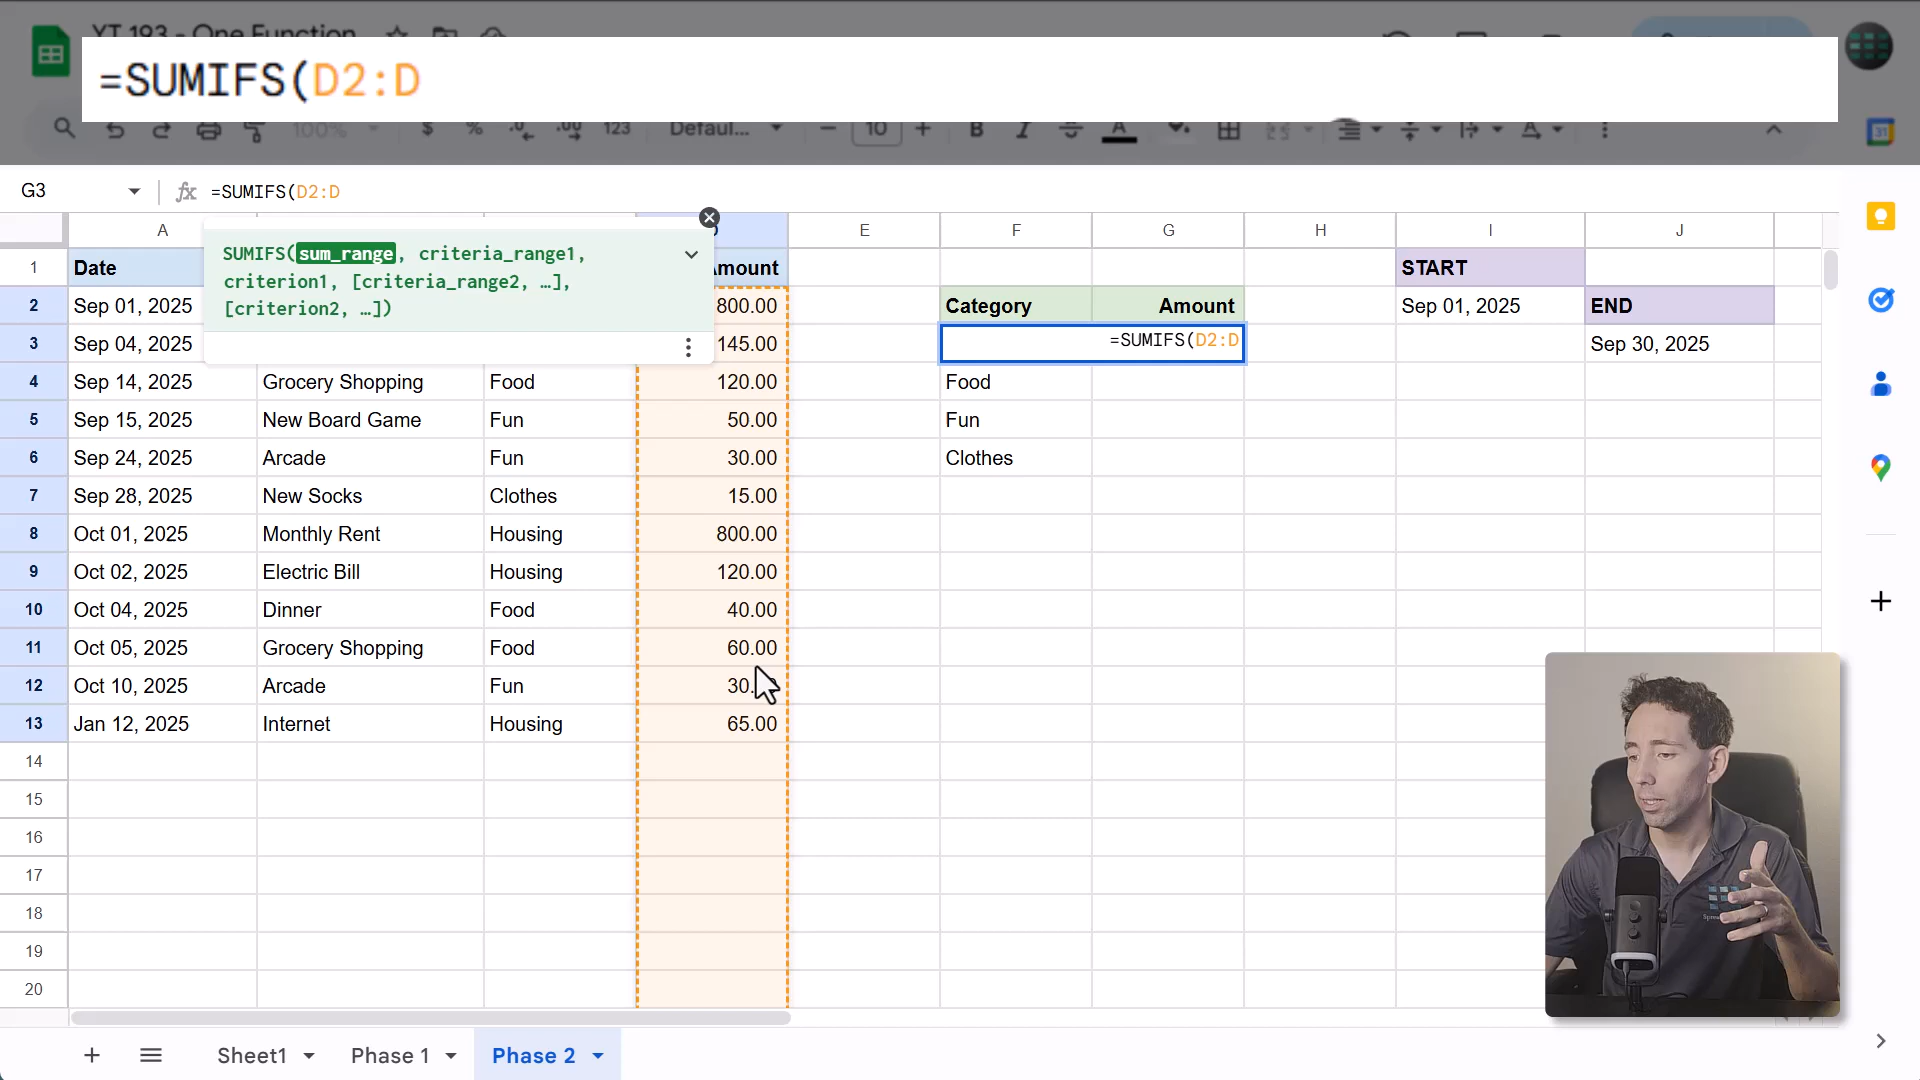 YT 193 - One Function
=SUMIFS(D2:D
100%
$ % .0 .00 123 Defaul... 10 B I A
31
G3 fx =SUMIFS(D2:D
A E F G H I J
SUMIFS(sum_range, criteria_range1,
criterion1, [criteria_range2, …],
[criterion2, …])
1 Date START
2 Sep 01, 2025 800.00 Category Amount Sep 01, 2025 END
3 Sep 04, 2025 145.00 =SUMIFS(D2:D Sep 30, 2025
4 Sep 14, 2025 Grocery Shopping Food 120.00 Food
5 Sep 15, 2025 New Board Game Fun 50.00 Fun
6 Sep 24, 2025 Arcade Fun 30.00 Clothes
7 Sep 28, 2025 New Socks Clothes 15.00
8 Oct 01, 2025 Monthly Rent Housing 800.00
9 Oct 02, 2025 Electric Bill Housing 120.00
10 Oct 04, 2025 Dinner Food 40.00
11 Oct 05, 2025 Grocery Shopping Food 60.00
12 Oct 10, 2025 Arcade Fun
13 Jan 12, 2025 Internet Housing 65.00
14
15
16
17
18
19
20
Sheet1 Phase 1 Phase 2